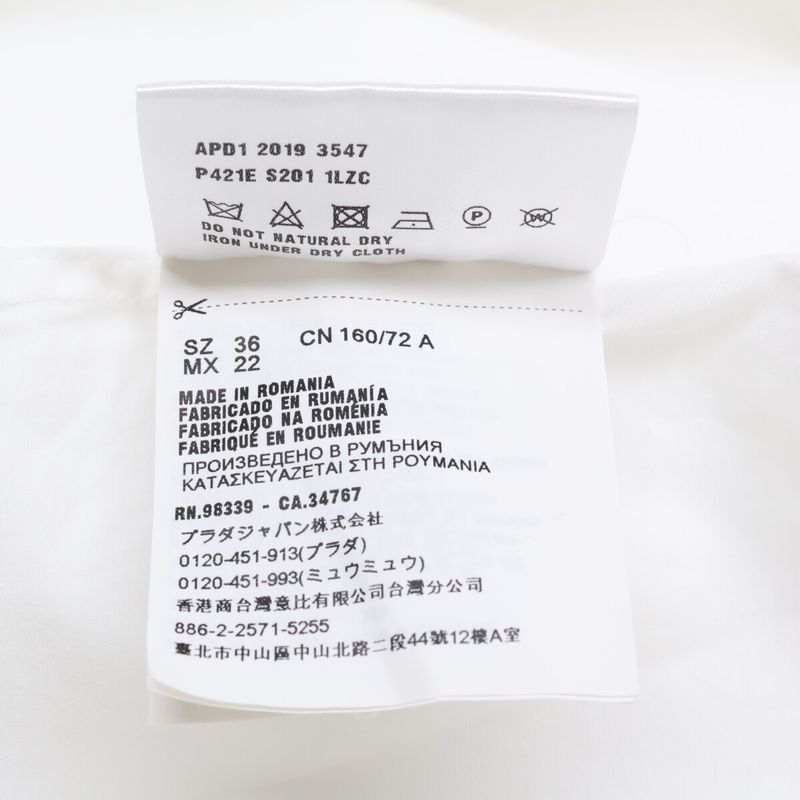 APD1 2019 3547
P421E S201 1LZC
P
W
DO NOT NATURAL DRY
IRON UNDER DRY CLOTH
SZ 36 CN 160/72 A
MX 22
MADE IN ROMANIA
FABRICADO EN RUMANÍA
FABRICADO NA ROMÉNIA
FABRIQUÉ EN ROUMANIE
ПРОИЗВЕДЕНО В РУМЪНИЯ
ΚΑΤΑΣΚΕΥΑΖΕΤΑΙ ΣΤΗ ΡΟΥΜΑΝΙΑ
RN.98339 - CA.34767
プラダジャパン株式会社
0120-451-913(プラダ)
0120-451-993(ミュウミュウ)
香港商台灣意比有限公司台灣分公司
886-2-2571-5255
臺北市中山區中山北路二段44號12樓A室